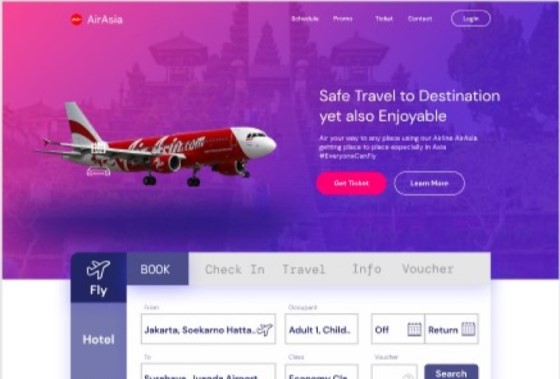 AirAsia
Schedule Promo Ticket Contact Login
Safe Travel to Destination
yet also Enjoyable
Air your way to any place using our Airline AirAsia
getting place to place especially in Asia
#EveryoneCanFly
AirAsia.com
Get Ticket Learn More
Fly
BOOK Check In Travel Info Voucher
Hotel
From Occupant
Jakarta, Soekarno Hatta.. Adult 1, Child.. Off Return
To Class Voucher
Surabaya, Juanda Airport Economy Cla
Search